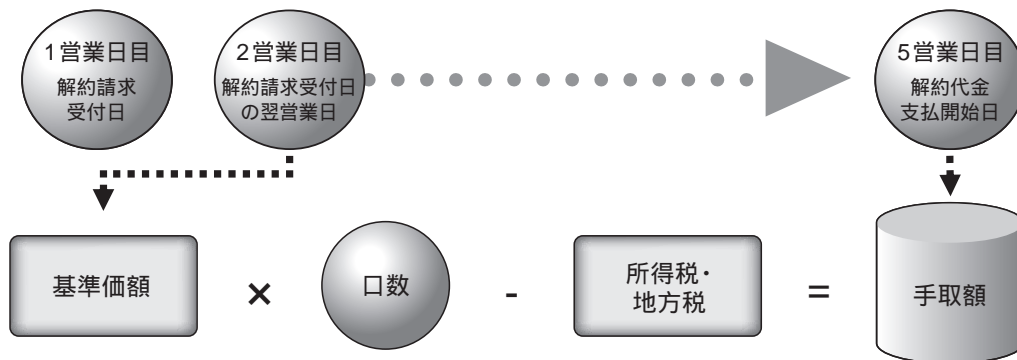 1営業日目
解約請求
受付日
2営業日目
解約請求受付日
の翌営業日
5営業日目
解約代金
支払開始日
基準価額
×
口数
-
所得税・
地方税
=
手取額